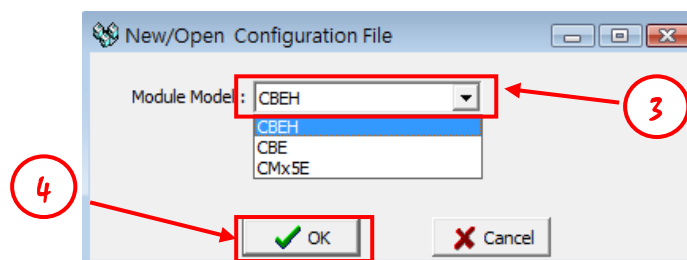 New/Open Configuration File
Module Model : CBEH
3
CBEH
CBE
CMx5E
4
OK
Cancel